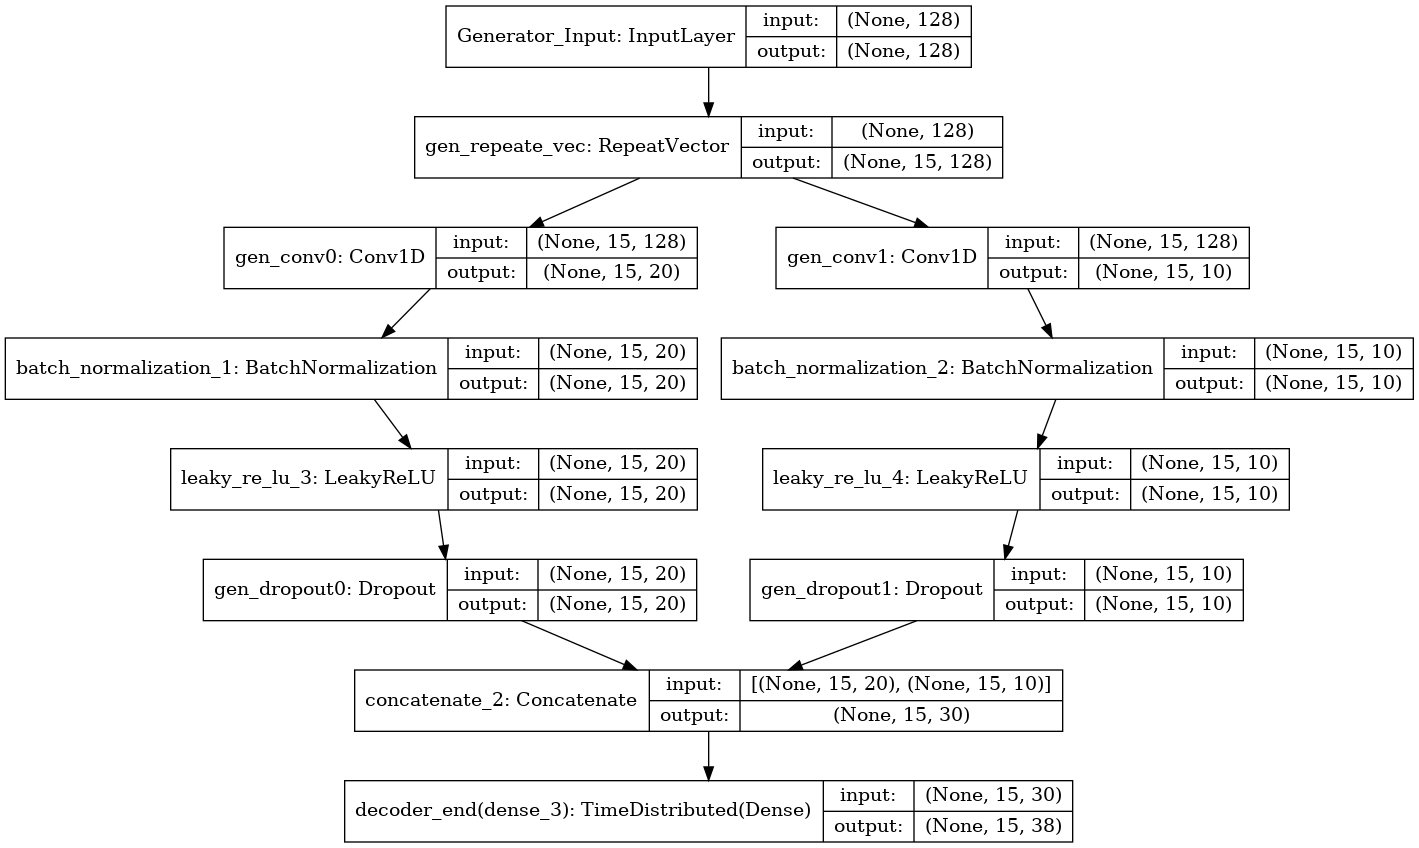 Generator_Input: InputLayer
input: (None, 128)
output: (None, 128)
gen_repeate_vec: RepeatVector
input: (None, 128)
output: (None, 15, 128)
gen_conv0: Conv1D
input: (None, 15, 128)
output: (None, 15, 20)
gen_conv1: Conv1D
input: (None, 15, 128)
output: (None, 15, 10)
batch_normalization_1: BatchNormalization
input: (None, 15, 20)
output: (None, 15, 20)
batch_normalization_2: BatchNormalization
input: (None, 15, 10)
output: (None, 15, 10)
leaky_re_lu_3: LeakyReLU
input: (None, 15, 20)
output: (None, 15, 20)
leaky_re_lu_4: LeakyReLU
input: (None, 15, 10)
output: (None, 15, 10)
gen_dropout0: Dropout
input: (None, 15, 20)
output: (None, 15, 20)
gen_dropout1: Dropout
input: (None, 15, 10)
output: (None, 15, 10)
concatenate_2: Concatenate
input: [(None, 15, 20), (None, 15, 10)]
output: (None, 15, 30)
decoder_end(dense_3): TimeDistributed(Dense)
input: (None, 15, 30)
output: (None, 15, 38)